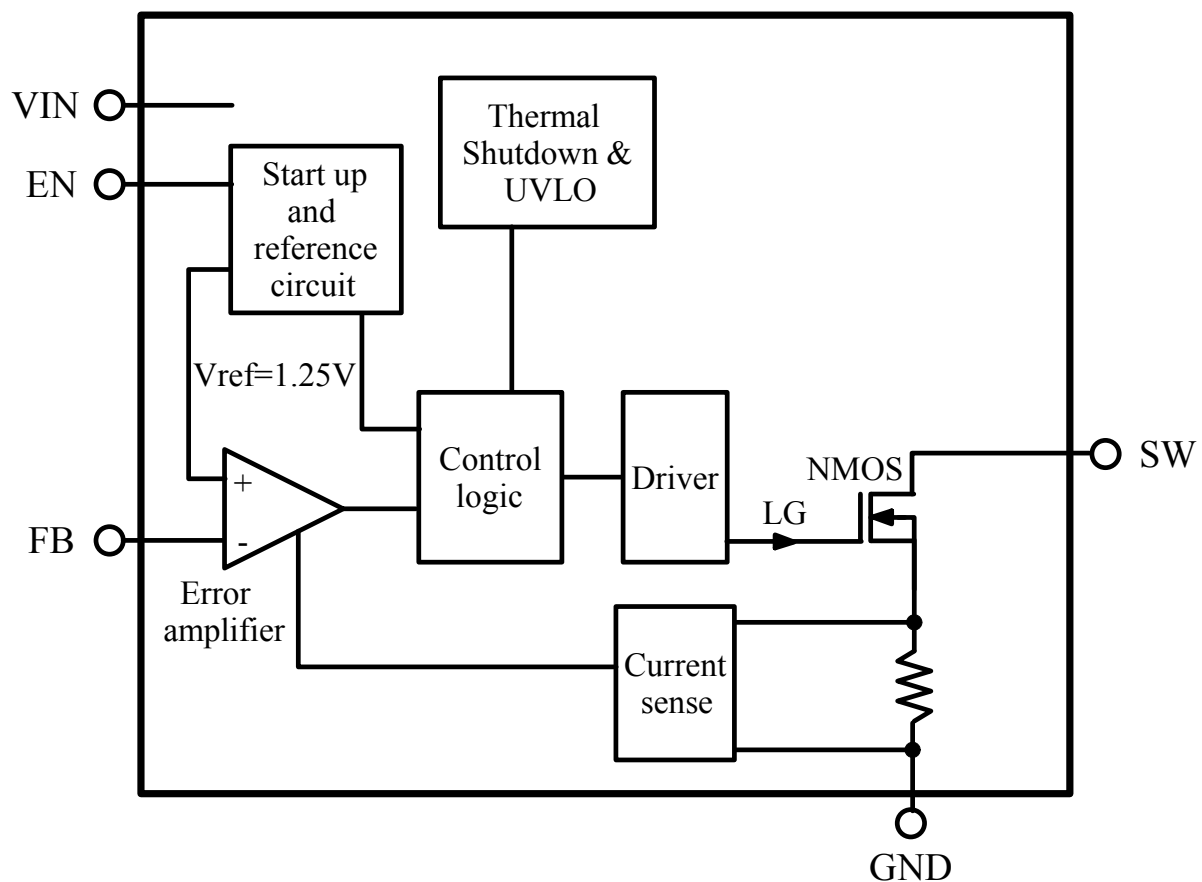 VIN
Thermal
Shutdown &
UVLO
EN
Start up
and
reference
circuit
Vref=1.25V
Control
logic
Driver
NMOS
SW
LG
+
-
FB
Error
amplifier
Current
sense
GND